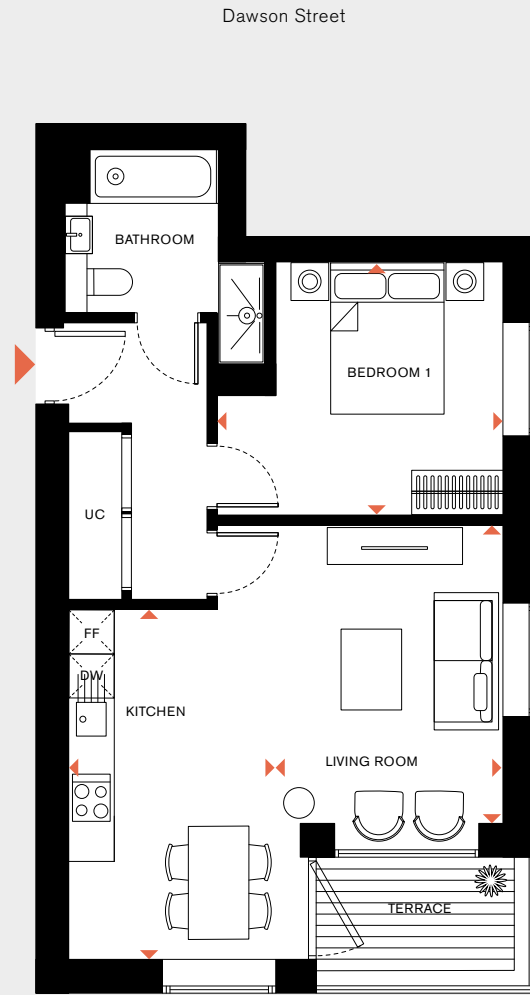 Dawson Street
BATHROOM
BEDROOM 1
UC
FF
DW
KITCHEN
LIVING ROOM
TERRACE